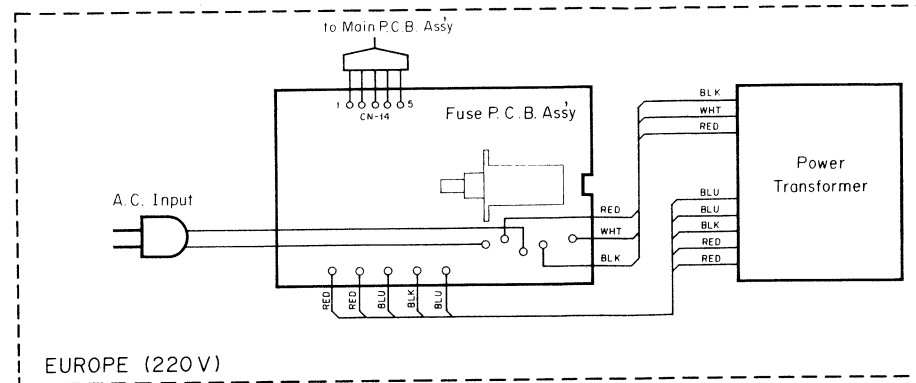 to Main P.C.B. Ass'y
1 5
CN-14
Fuse P.C.B. Ass'y
BLK
WHT
RED
Power
Transformer
A.C. Input
BLU
BLU
BLK
RED
RED
RED
WHT
BLK
RED
RED
BLU
BLK
BLU
EUROPE (220V)